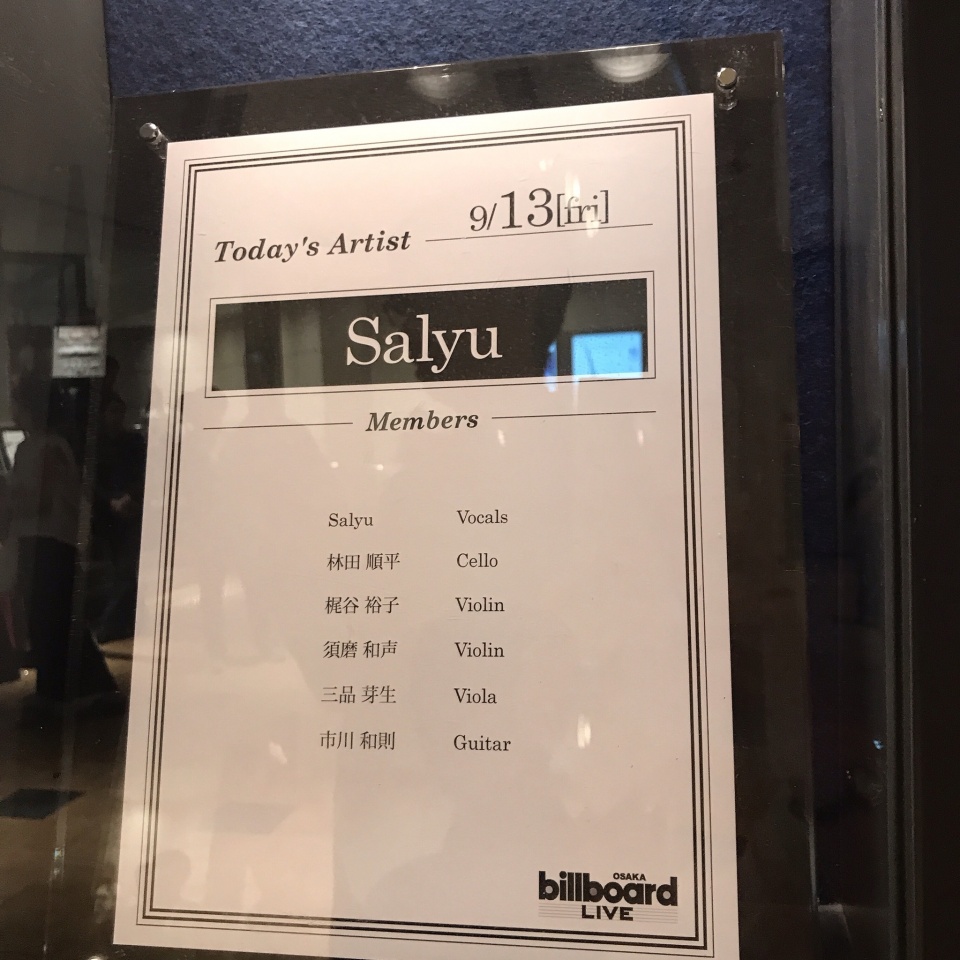 9/13[fri]
Today's Artist
Salyu
Members
Salyu Vocals
林田 順平 Cello
梶谷 裕子 Violin
須磨 和声 Violin
三品 芽生 Viola
市川 和則 Guitar
OSAKA
billboard
LIVE